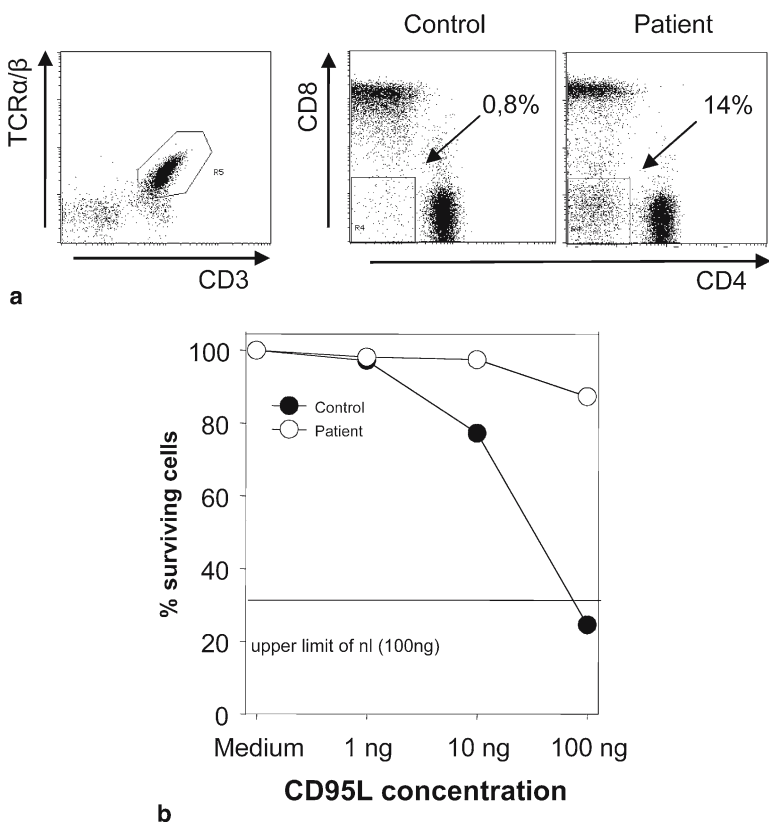 Control
Patient
TCRα/β
R5
CD3
CD8
0,8%
R4
14%
CD4
a
100
80
60
40
20
0
% surviving cells
Control
Patient
upper limit of nl (100ng)
Medium
1 ng
10 ng
100 ng
CD95L concentration
b